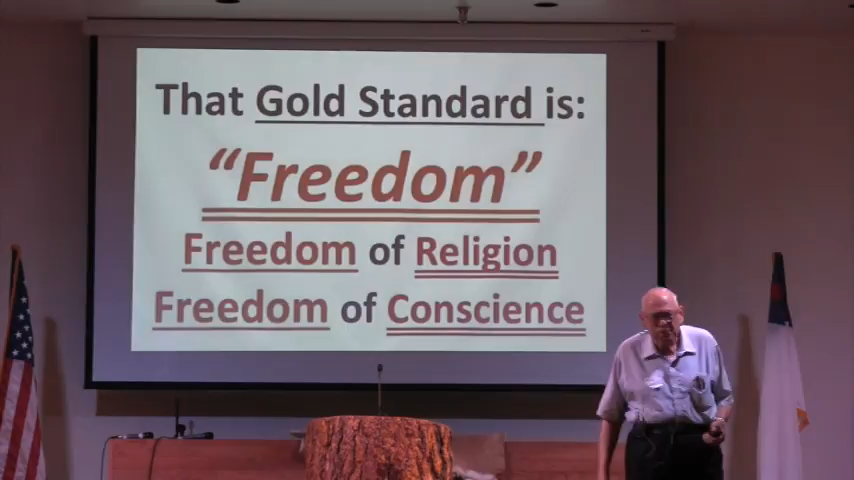 That Gold Standard is:
“Freedom”
Freedom of Religion
Freedom of Conscience